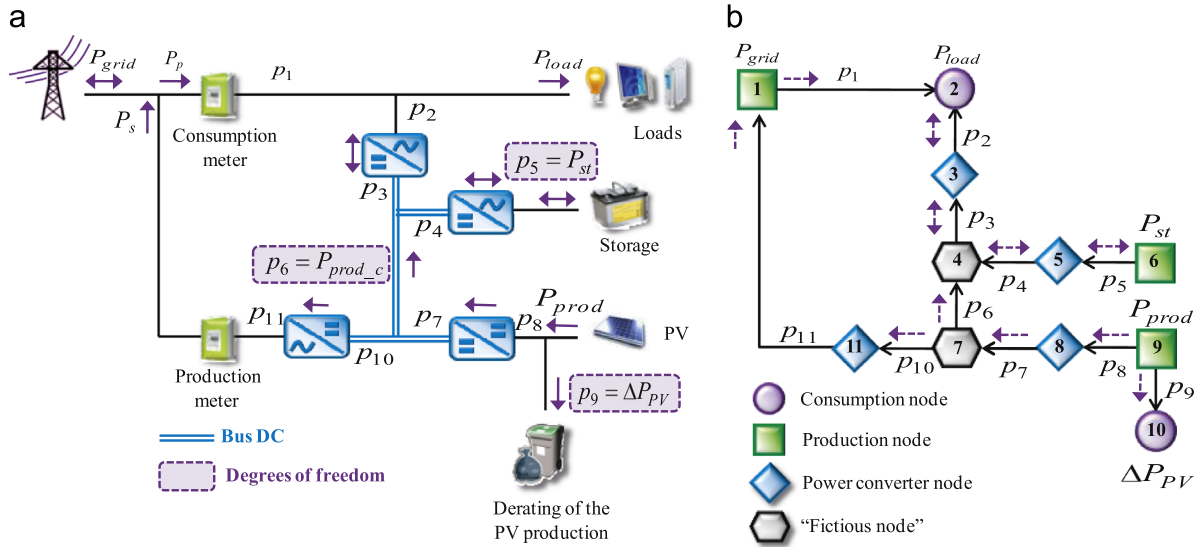 a
P_grid
P_p
p_1
P_load
P_s
Consumption
meter
p_2
Loads
p_3
p_5 = P_st
p_4
Storage
p_6 = P_prod_c
P_prod
p_11
p_7
p_8
PV
p_10
Production
meter
p_9 = ΔP_PV
Bus DC
Degrees of freedom
Derating of the
PV production
b
P_grid
P_load
1
p_1
2
p_2
3
p_3
P_st
4
5
6
p_4
p_5
p_6
P_prod
p_11
11
7
8
9
p_10
p_7
p_8
p_9
Consumption node
10
Production node
ΔP_PV
Power converter node
“Fictious node”